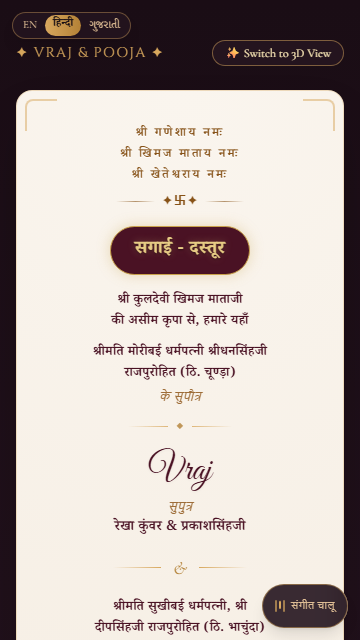 EN हिन्दी ગુજરાતી
✦ VRAJ & POOJA ✦
✨ Switch to 3D View
श्री गणेशाय नमः
श्री खिमज माताय नमः
श्री खेतेश्वराय नमः
✦卐✦
सगाई - दस्तूर
श्री कुलदेवी खिमज माताजी
की असीम कृपा से, हमारे यहाँ
श्रीमति मोरीबई धर्मपत्नी श्रीधनसिंहजी
राजपुरोहित (ठि. चूण्ड़ा)
के सुपौत्र
Vraj
सुपुत्र
रेखा कुंवर & प्रकाशसिंहजी
&
श्रीमति सुखीबई धर्मपत्नी, श्री
दीपसिंहजी राजपुरोहित (ठि. भाचुंदा)
संगीत चालू